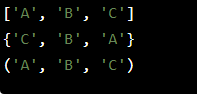 ['A', 'B', 'C']
{'C', 'B', 'A'}
('A', 'B', 'C')